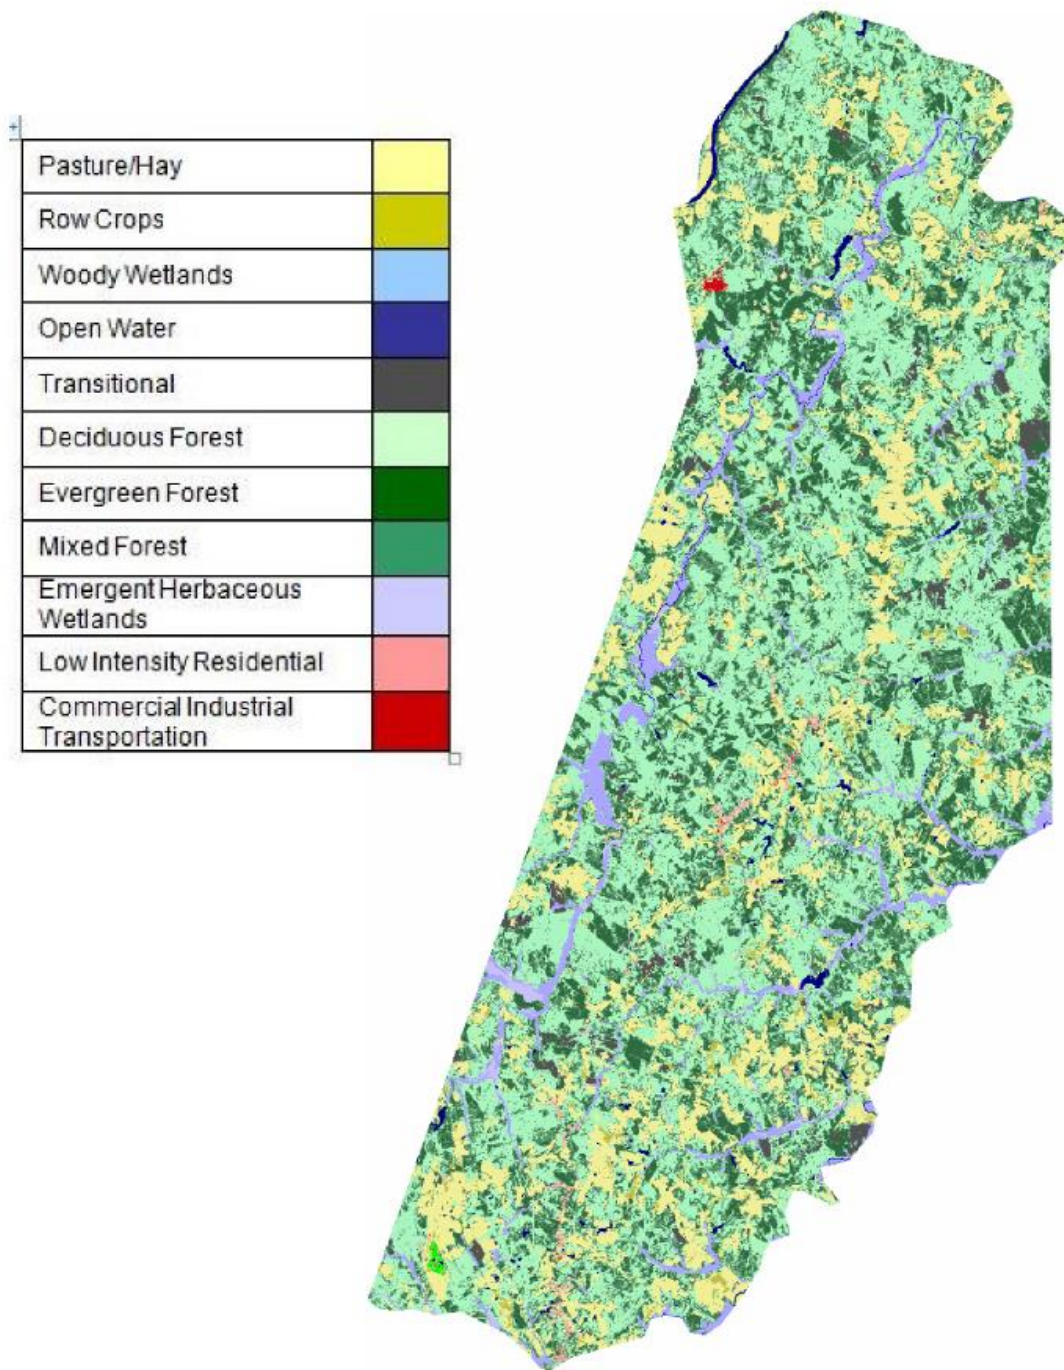 Pasture/Hay
Row Crops
Woody Wetlands
Open Water
Transitional
Deciduous Forest
Evergreen Forest
Mixed Forest
Emergent Herbaceous
Wetlands
Low Intensity Residential
Commercial Industrial
Transportation